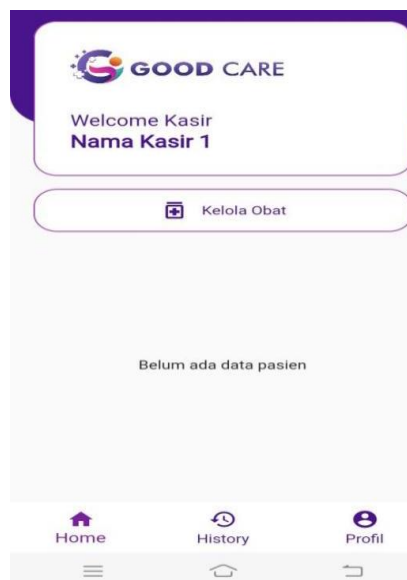 GOOD CARE
Welcome Kasir
Nama Kasir 1
Kelola Obat
Belum ada data pasien
Home
History
Profil